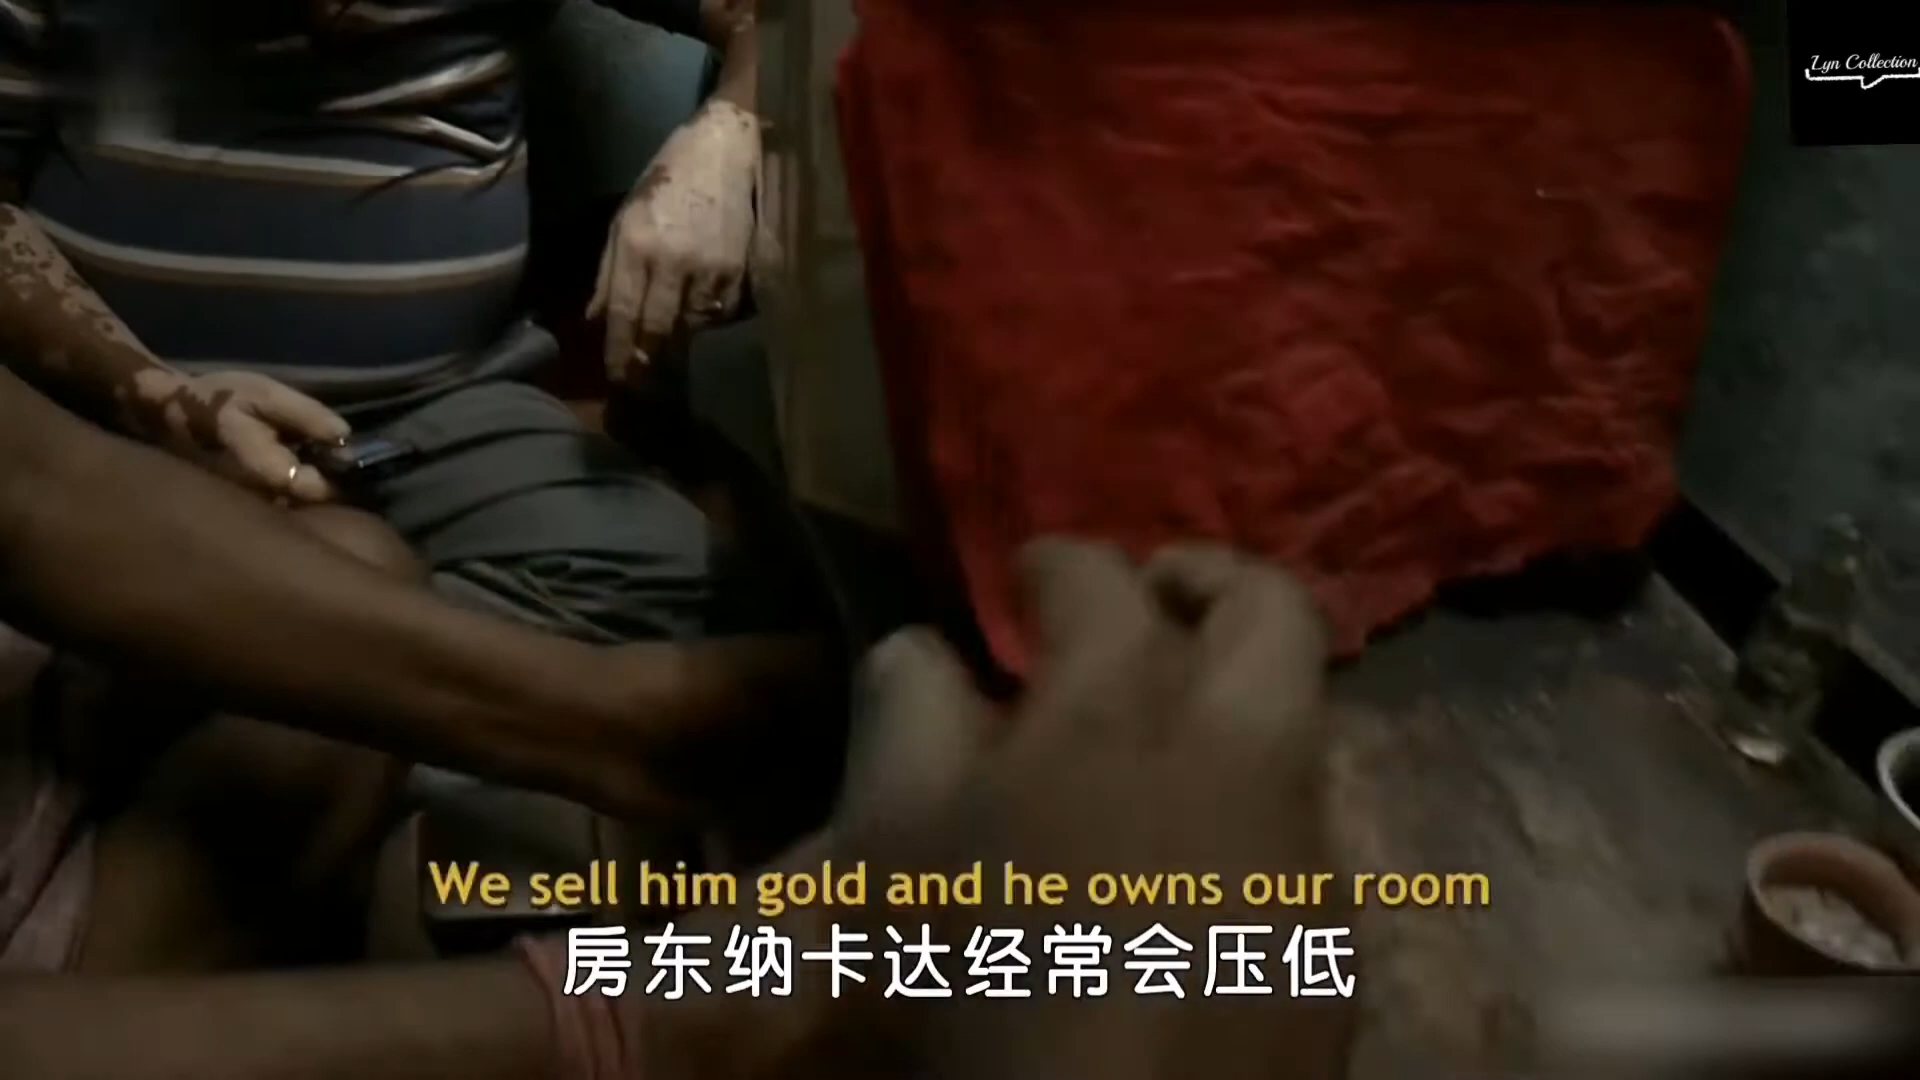 Lyn Collection
We sell him gold and he owns our room
房东纳卡达经常会压低